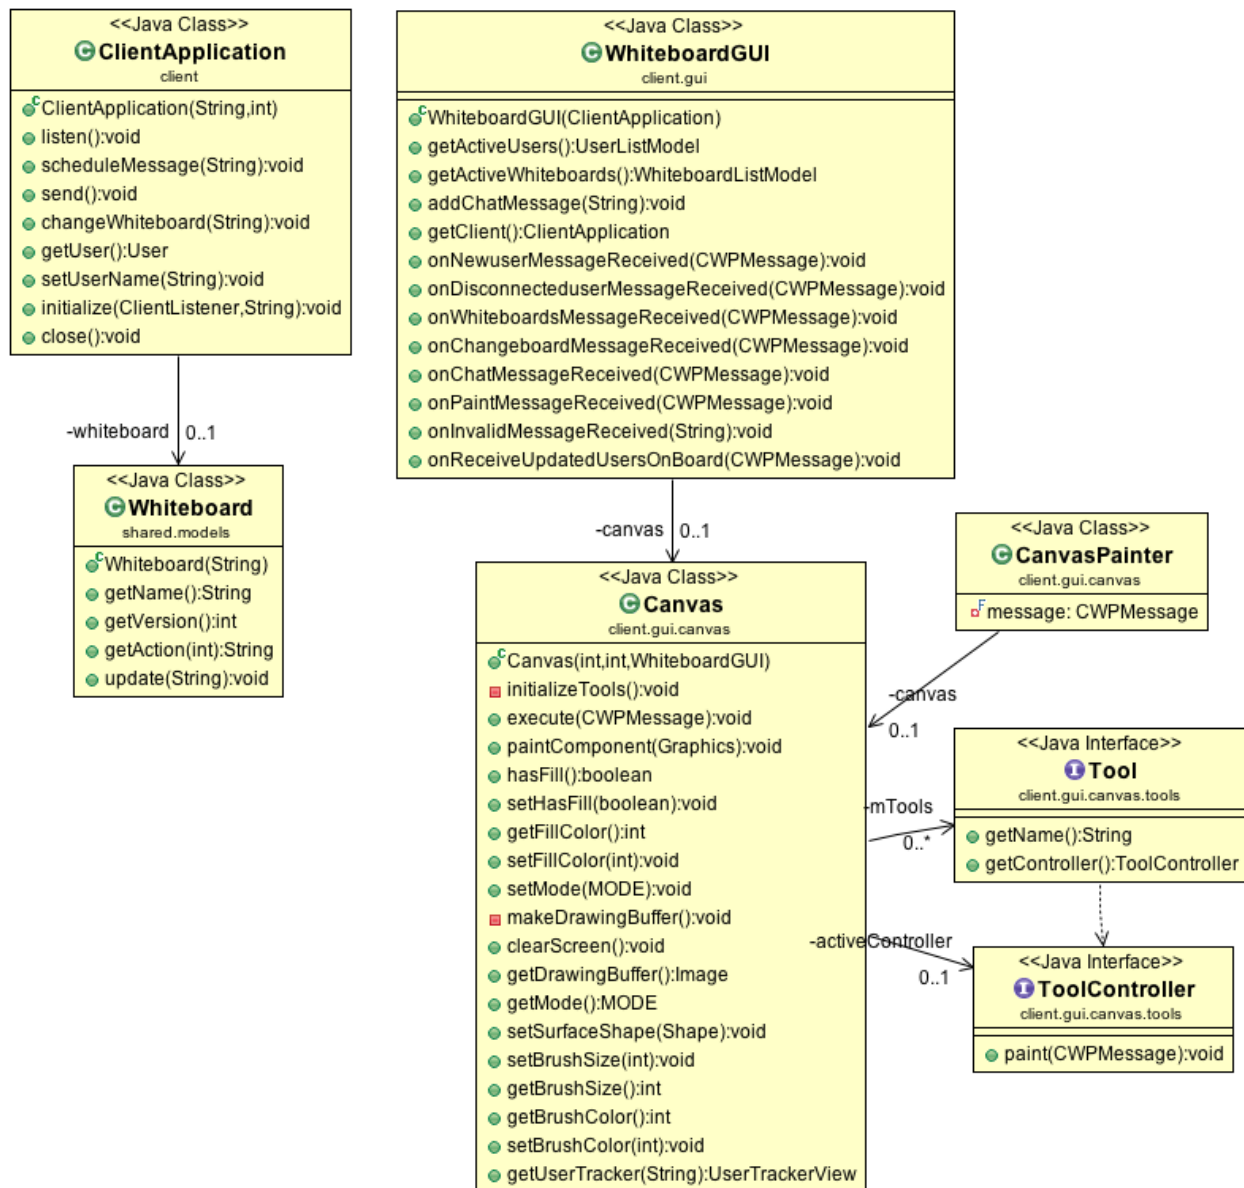 <<Java Class>>
ClientApplication
client
ClientApplication(String,int)
listen():void
scheduleMessage(String):void
send():void
changeWhiteboard(String):void
getUser():User
setUserName(String):void
initialize(ClientListener,String):void
close():void
-whiteboard
0..1
<<Java Class>>
Whiteboard
shared.models
Whiteboard(String)
getName():String
getVersion():int
getAction(int):String
update(String):void
<<Java Class>>
WhiteboardGUI
client.gui
WhiteboardGUI(ClientApplication)
getActiveUsers():UserListModel
getActiveWhiteboards():WhiteboardListModel
addChatMessage(String):void
getClient():ClientApplication
onNewuserMessageReceived(CWPMessage):void
onDisconnecteduserMessageReceived(CWPMessage):void
onWhiteboardsMessageReceived(CWPMessage):void
onChangeboardMessageReceived(CWPMessage):void
onChatMessageReceived(CWPMessage):void
onPaintMessageReceived(CWPMessage):void
onInvalidMessageReceived(String):void
onReceiveUpdatedUsersOnBoard(CWPMessage):void
-canvas
0..1
<<Java Class>>
Canvas
client.gui.canvas
Canvas(int,int,WhiteboardGUI)
initializeTools():void
execute(CWPMessage):void
paintComponent(Graphics):void
hasFill():boolean
setHasFill(boolean):void
getFillColor():int
setFillColor(int):void
setMode(MODE):void
makeDrawingBuffer():void
clearScreen():void
getDrawingBuffer():Image
getMode():MODE
setSurfaceShape(Shape):void
setBrushSize(int):void
getBrushSize():int
getBrushColor():int
setBrushColor(int):void
getUserTracker(String):UserTrackerView
<<Java Class>>
CanvasPainter
client.gui.canvas
message: CWPMessage
-canvas
0..1
<<Java Interface>>
Tool
client.gui.canvas.tools
getName():String
getController():ToolController
-mTools
0..*
-activeController
0..1
<<Java Interface>>
ToolController
client.gui.canvas.tools
paint(CWPMessage):void